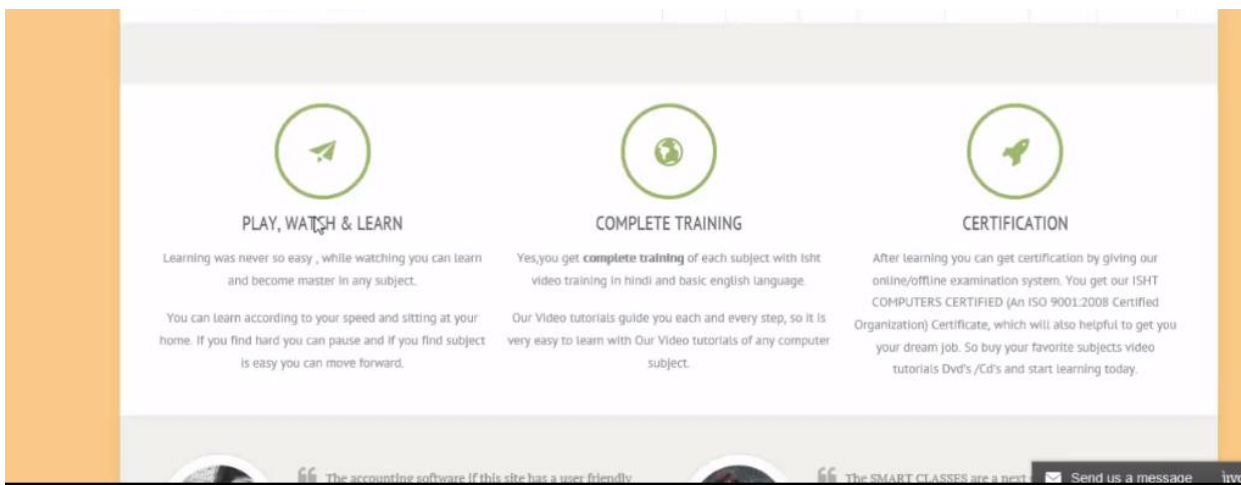 PLAY, WATCH & LEARN
Learning was never so easy , while watching you can learn
and become master in any subject.
You can learn according to your speed and sitting at your
home. If you find hard you can pause and if you find subject
is easy you can move forward.
COMPLETE TRAINING
Yes,you get complete training of each subject with Isht
video training in hindi and basic english language.
Our Video tutorials guide you each and every step, so it is
very easy to learn with Our Video tutorials of any computer
subject.
CERTIFICATION
After learning you can get certification by giving our
online/offline examination system. You get our ISHT
COMPUTERS CERTIFIED (An ISO 9001:2008 Certified
Organization) Certificate, which will also helpful to get you
your dream job. So buy your favorite subjects video
tutorials Dvd's /Cd's and start learning today.
The accounting software if this site has a user friendly
The SMART CLASSES are a next
Send us a message